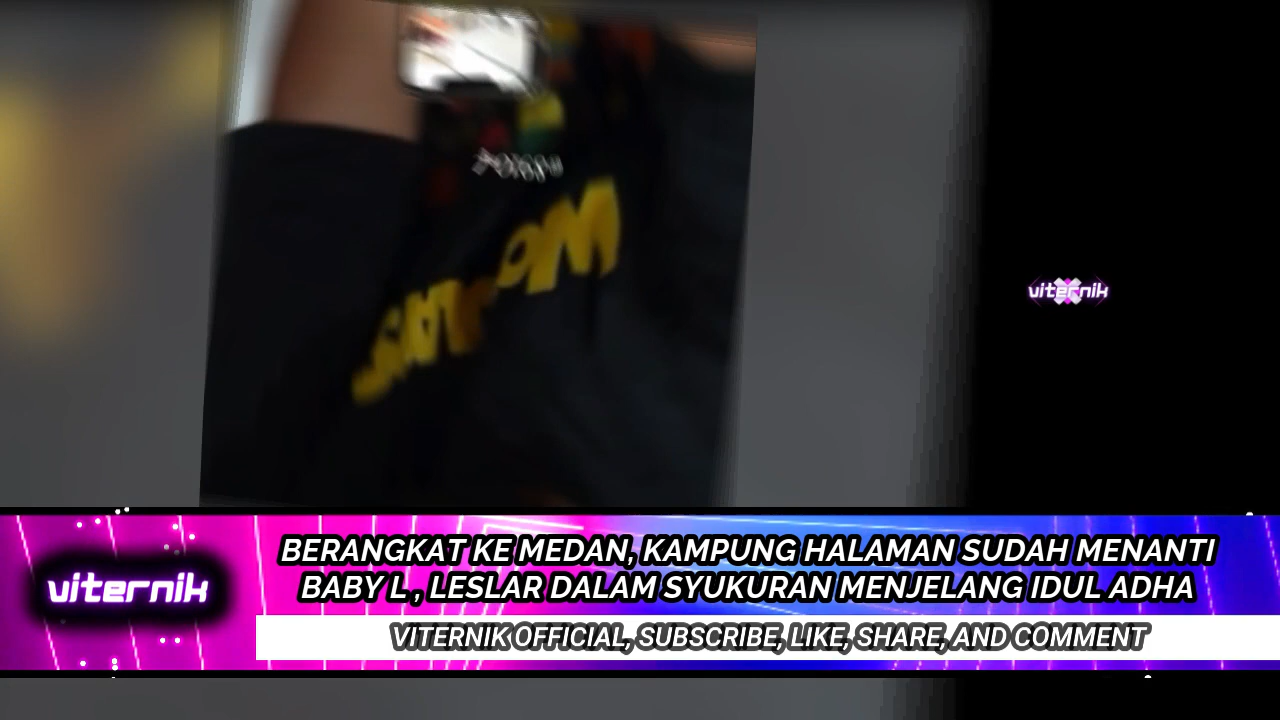 viternik
viternik
BERANGKAT KE MEDAN, KAMPUNG HALAMAN SUDAH MENANTI
BABY L , LESLAR DALAM SYUKURAN MENJELANG IDUL ADHA
VITERNIK OFFICIAL, SUBSCRIBE, LIKE, SHARE, AND COMMENT